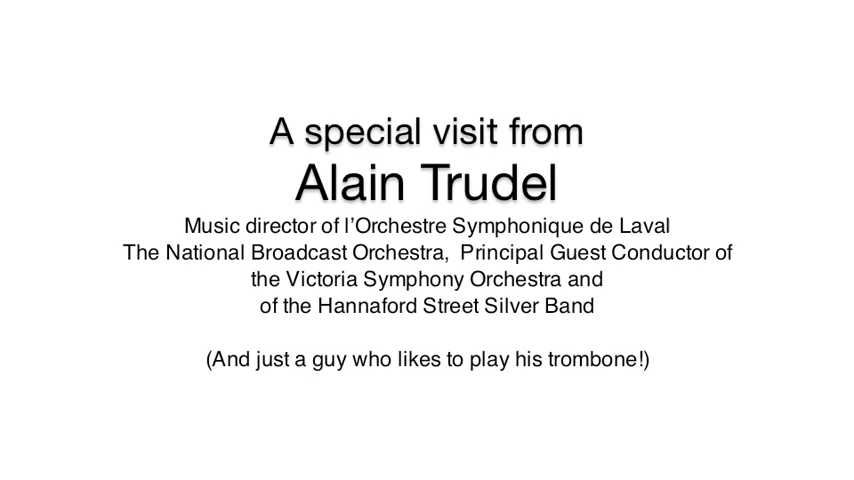 A special visit from
Alain Trudel
Music director of l’Orchestre Symphonique de Laval
The National Broadcast Orchestra,  Principal Guest Conductor of
the Victoria Symphony Orchestra and
of the Hannaford Street Silver Band
(And just a guy who likes to play his trombone!)